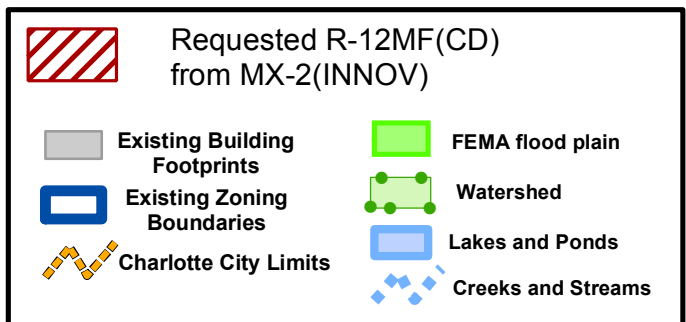 Requested R-12MF(CD)
from MX-2(INNOV)
Existing Building
Footprints
Existing Zoning
Boundaries
Charlotte City Limits
FEMA flood plain
Watershed
Lakes and Ponds
Creeks and Streams